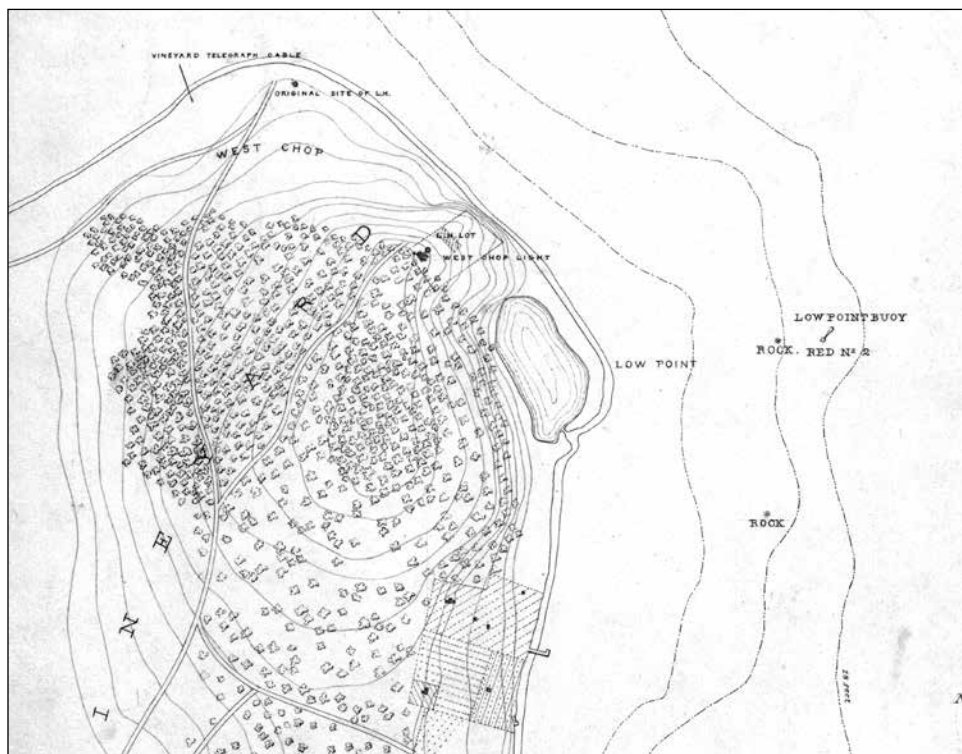 VINEYARD TELEGRAPH CABLE
ORIGINAL SITE OF L.H.
WEST CHOP
L.H. LOT
WEST CHOP LIGHT
LOW POINT BUOY
ROCK. RED No. 2
LOW POINT
ROCK
INEYARD